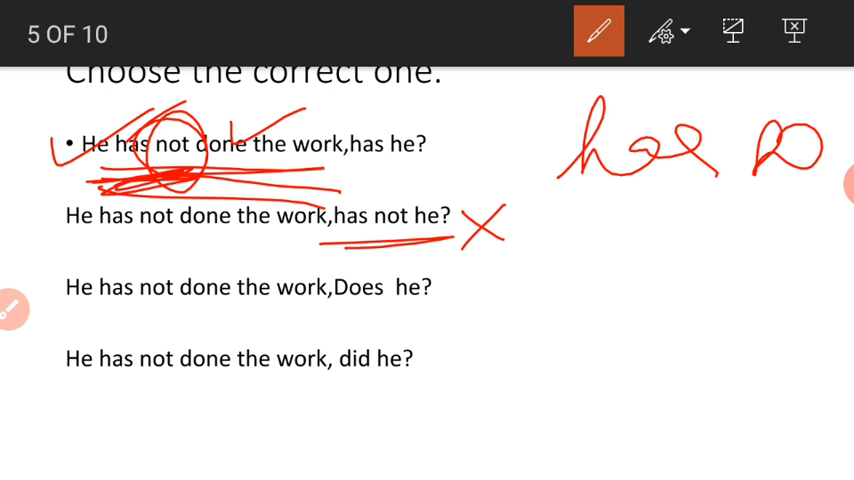 5 OF 10
Choose the correct one.
• He has not done the work,has he?
has
He has not done the work,has not he?
He has not done the work,Does he?
He has not done the work, did he?